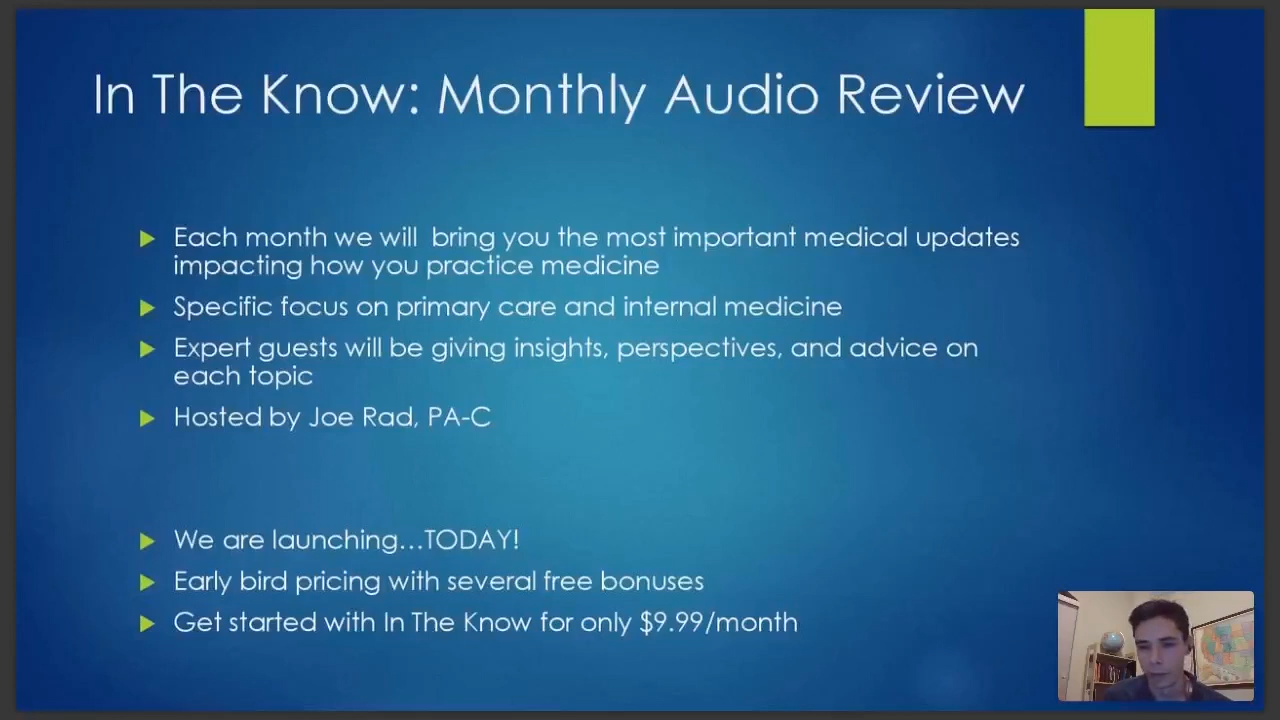 In The Know: Monthly Audio Review
Each month we will  bring you the most important medical updates
impacting how you practice medicine
Specific focus on primary care and internal medicine
Expert guests will be giving insights, perspectives, and advice on
each topic
Hosted by Joe Rad, PA-C
We are launching…TODAY!
Early bird pricing with several free bonuses
Get started with In The Know for only $9.99/month